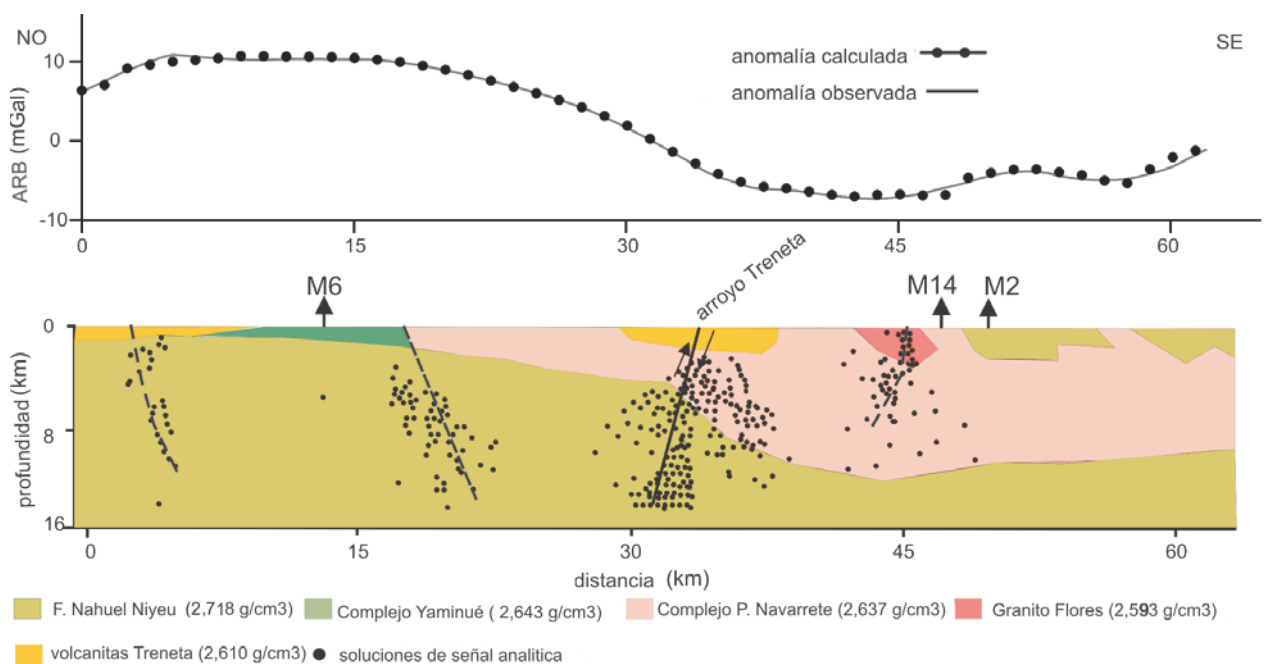 NO
SE
anomalía calculada
anomalía observada
ARB (mGal)
10
0
-10
0 15 30 45 60
arroyo Treneta
M6
M14
M2
profundidad (km)
0
8
16
0 15 30 45 60
distancia (km)
F. Nahuel Niyeu (2,718 g/cm3)
Complejo Yaminué ( 2,643 g/cm3)
Complejo P. Navarrete (2,637 g/cm3)
Granito Flores (2,593 g/cm3)
volcanitas Treneta (2,610 g/cm3)
soluciones de señal analitica